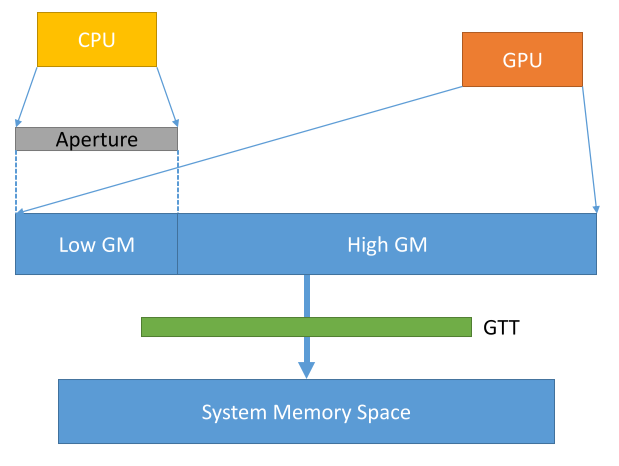 CPU
GPU
Aperture
Low GM
High GM
GTT
System Memory Space